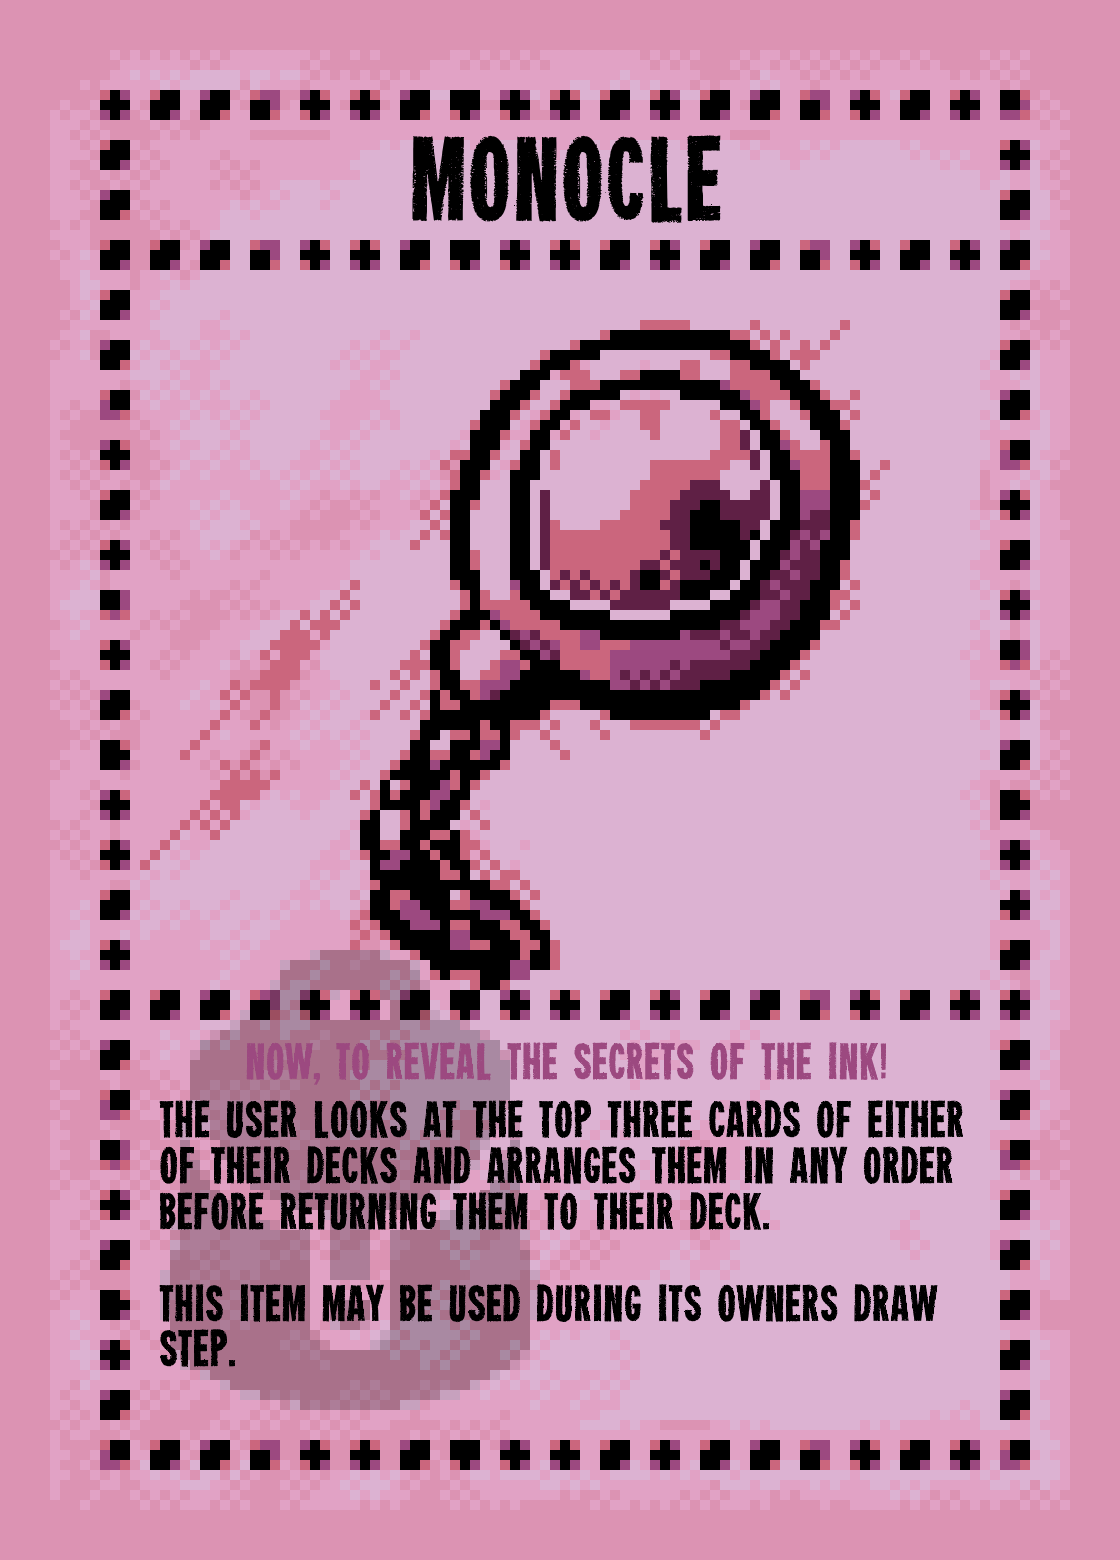 MONOCLE
NOW, TO REVEAL THE SECRETS OF THE INK!
THE USER LOOKS AT THE TOP THREE CARDS OF EITHER
OF THEIR DECKS AND ARRANGES THEM IN ANY ORDER
BEFORE RETURNING THEM TO THEIR DECK.
THIS ITEM MAY BE USED DURING ITS OWNERS DRAW
STEP.